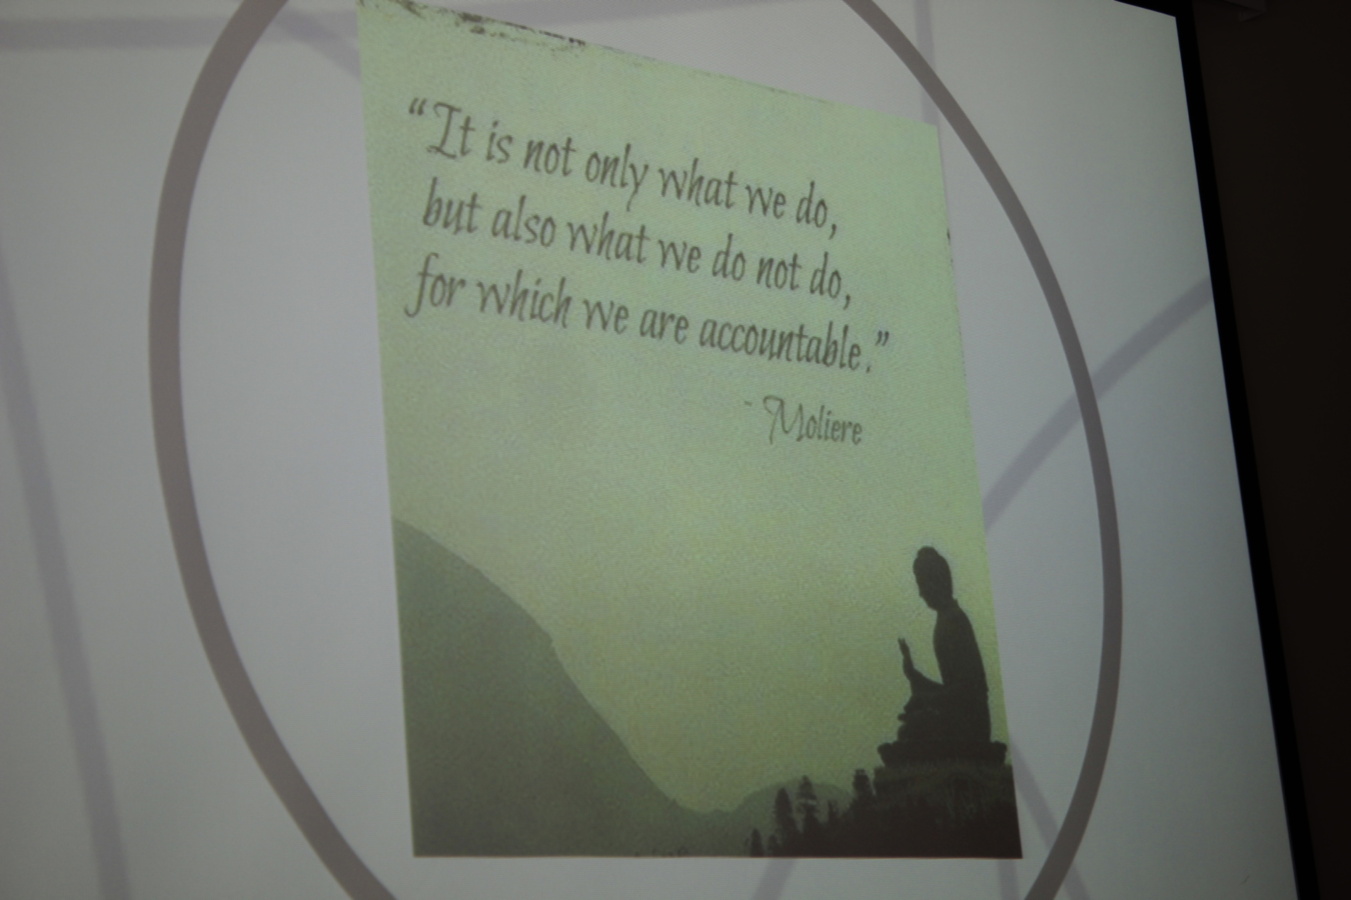 “It is not only what we do,
but also what we do not do,
for which we are accountable.”
- Moliere